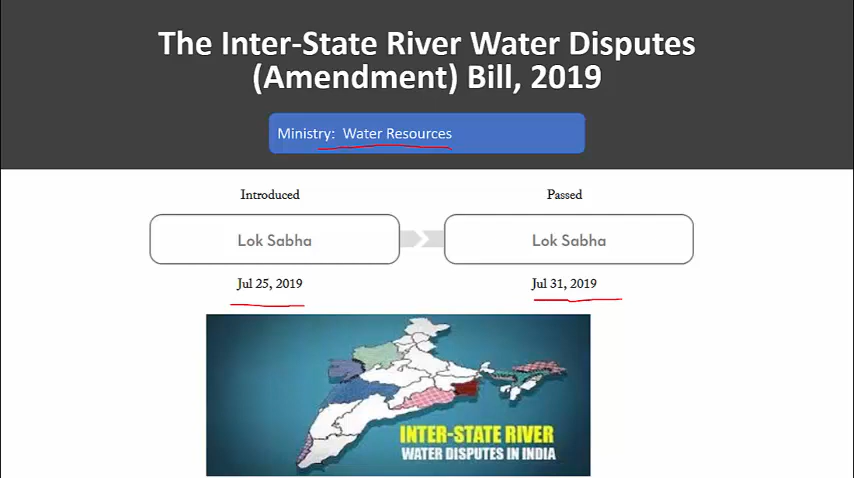 The Inter-State River Water Disputes
(Amendment) Bill, 2019
Ministry: Water Resources
Introduced
Passed
Lok Sabha
Lok Sabha
Jul 25, 2019
Jul 31, 2019
INTER-STATE RIVER
WATER DISPUTES IN INDIA